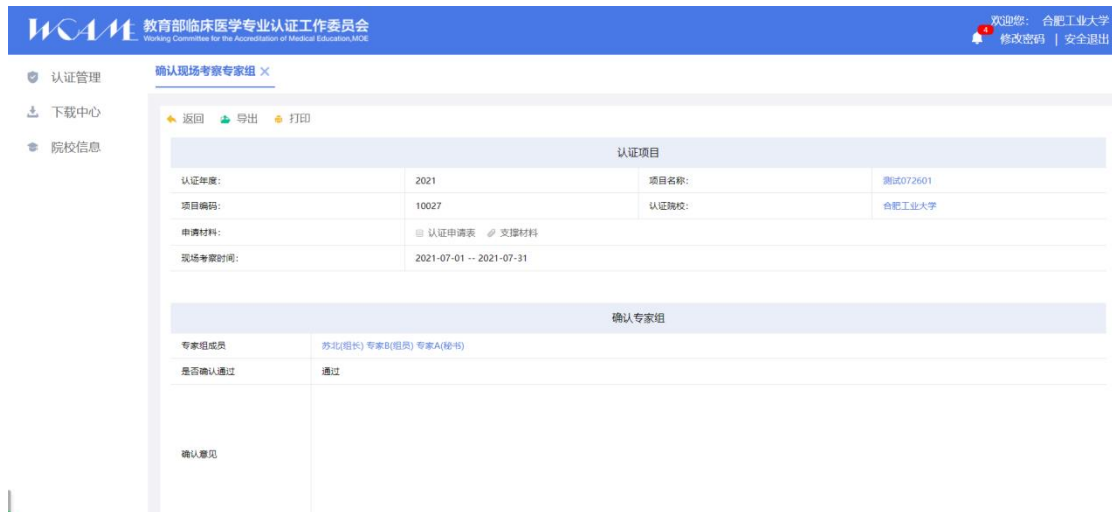 WCAME 教育部临床医学专业认证工作委员会
Working Committee for the Accreditation of Medical Education,MOE
欢迎您： 合肥工业大学
4 修改密码 | 安全退出
认证管理
下载中心
院校信息
确认现场考察专家组 ×
返回 导出 打印
认证项目
认证年度: 2021 项目名称: 测试072601
项目编码: 10027 认证院校: 合肥工业大学
申请材料: 认证申请表 支撑材料
现场考察时间: 2021-07-01 -- 2021-07-31
确认专家组
专家组成员 苏北(组长) 专家B(组员) 专家A(秘书)
是否确认通过 通过
确认意见